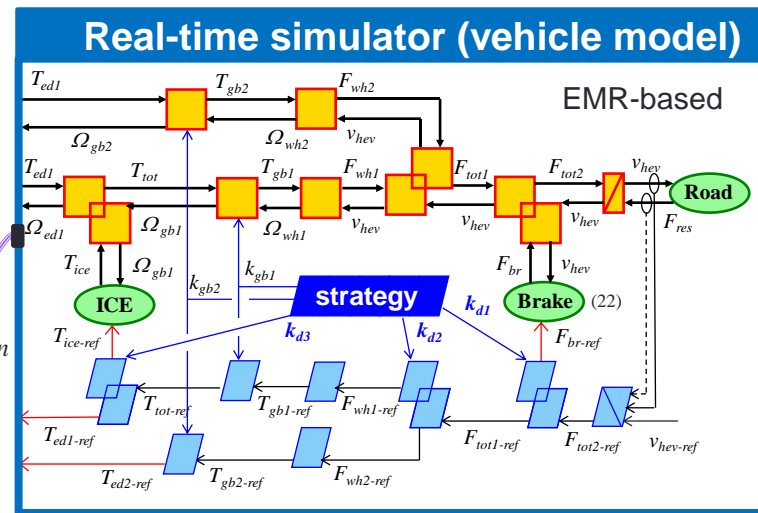 Real-time simulator (vehicle model)
T_ed1 T_gb2 F_wh2 EMR-based
Ω_gb2 Ω_wh2 v_hev
T_ed1 T_tot T_gb1 F_wh1 F_tot1 F_tot2 v_hev
Road
Ω_ed1 Ω_gb1 Ω_wh1 v_hev v_hev v_hev F_res
T_ice Ω_gb1 k_gb2 k_gb1 F_br v_hev
ICE strategy Brake (22)
T_ice-ref k_d3 k_d2 k_d1 F_br-ref
n
T_tot-ref T_gb1-ref F_wh1-ref
T_ed1-ref F_tot1-ref F_tot2-ref v_hev-ref
T_ed2-ref T_gb2-ref F_wh2-ref